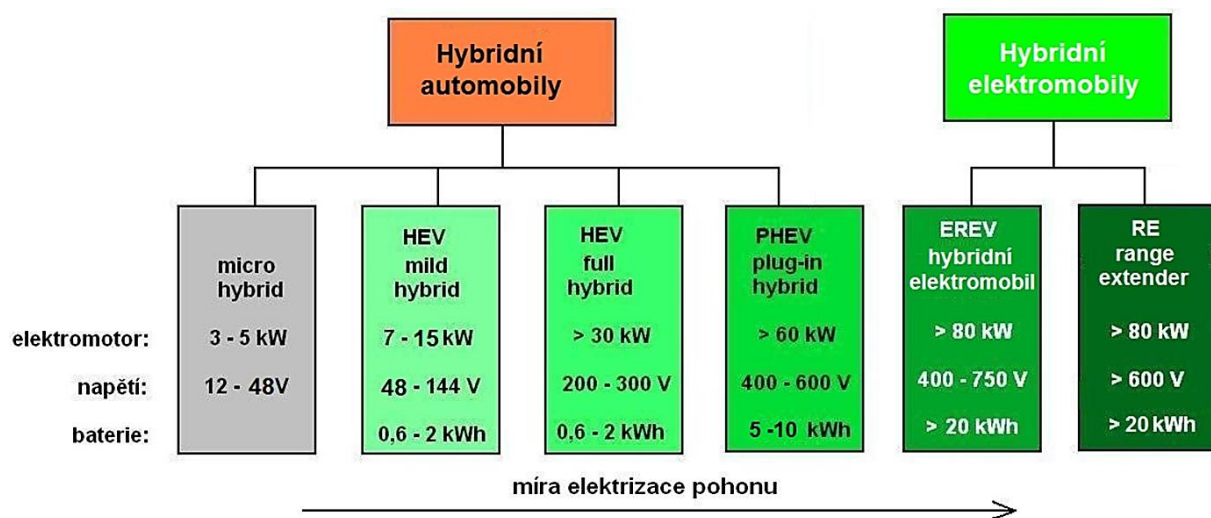 Hybridní
automobily
Hybridní
elektromobily
micro
hybrid
HEV
mild
hybrid
HEV
full
hybrid
PHEV
plug-in
hybrid
EREV
hybridní
elektromobil
RE
range
extender
elektromotor: 3 - 5 kW 7 - 15 kW > 30 kW > 60 kW > 80 kW > 80 kW
napětí: 12 - 48V 48 - 144 V 200 - 300 V 400 - 600 V 400 - 750 V > 600 V
baterie: 0,6 - 2 kWh 0,6 - 2 kWh 5 -10 kWh > 20 kWh > 20 kWh
míra elektrizace pohonu